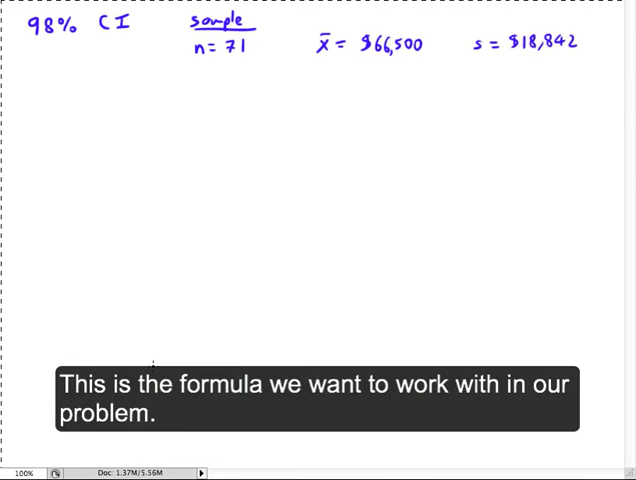 98% CI sample
n = 71 x̄ = $66,500 s = $18,842
This is the formula we want to work with in our
problem.
100% Doc: 1.37M/5.56M